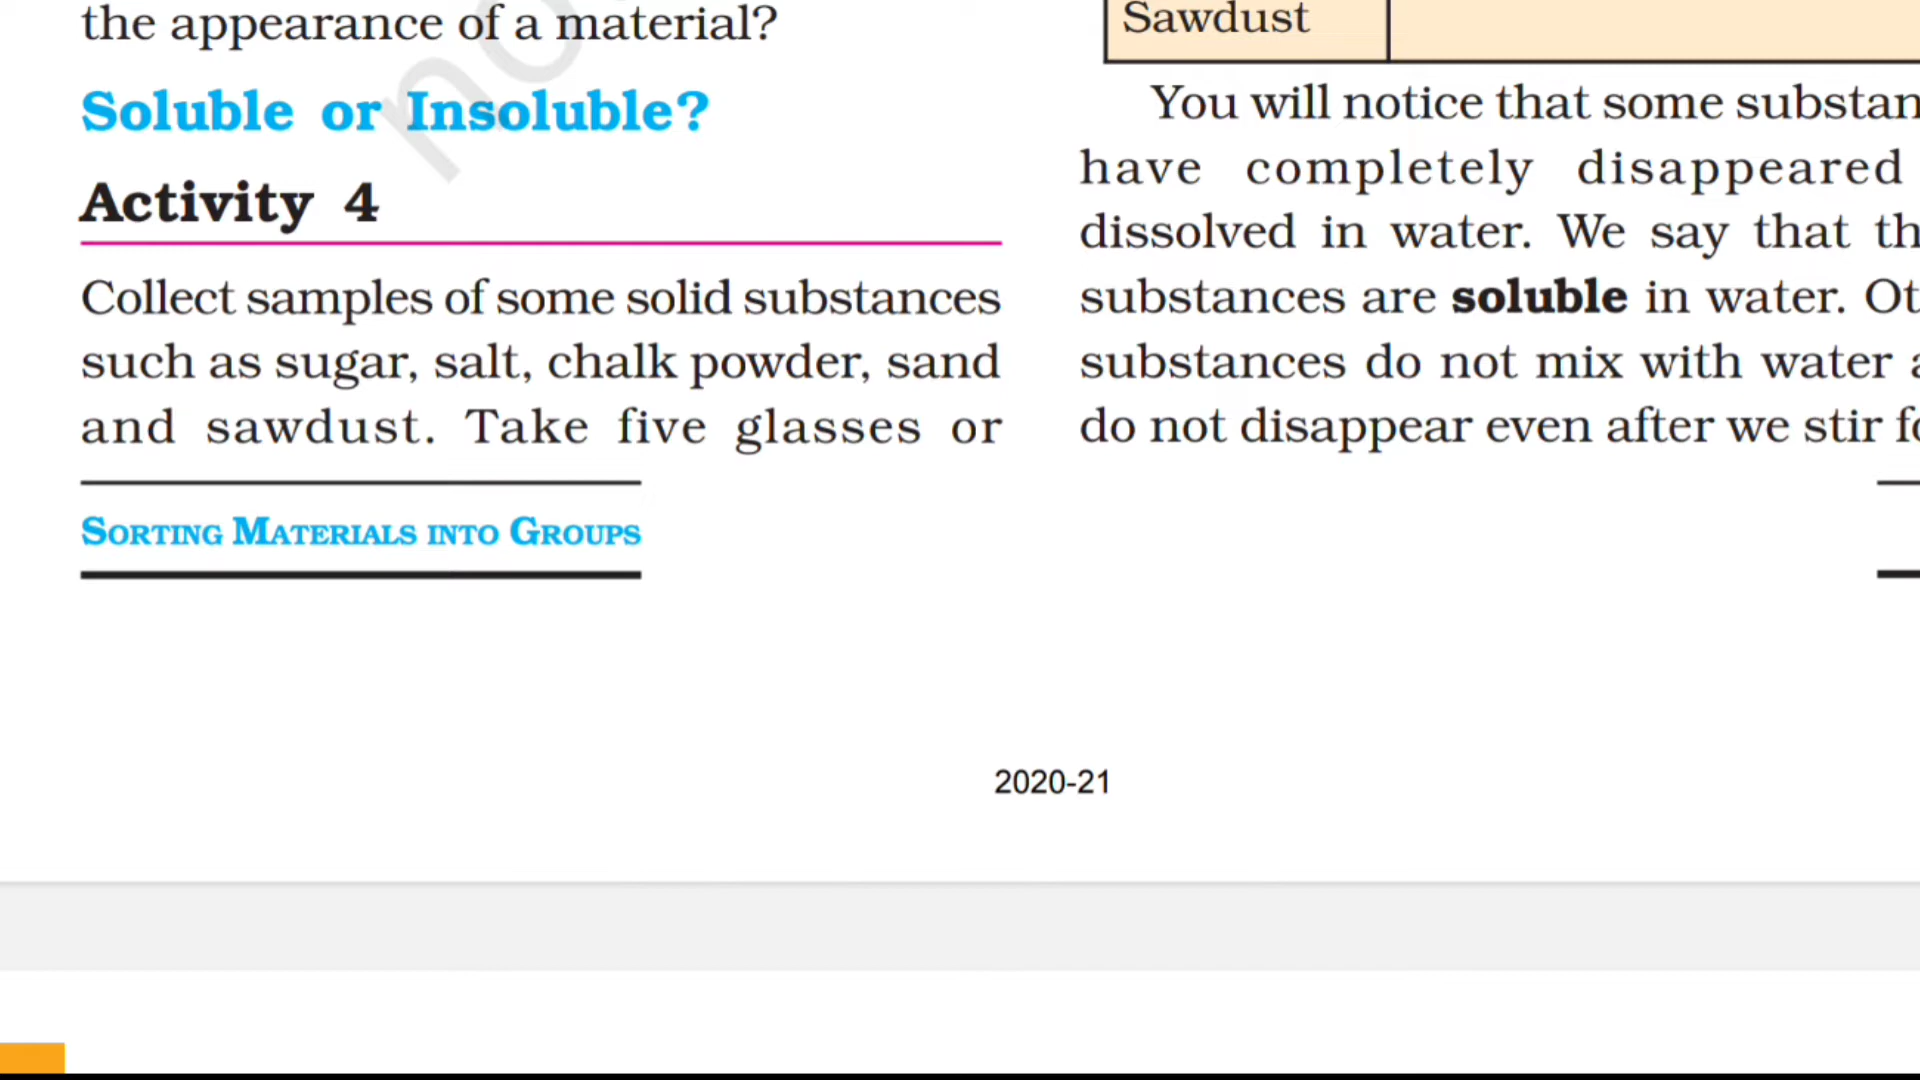 the appearance of a material?
Soluble or Insoluble?
Activity 4
Collect samples of some solid substances
such as sugar, salt, chalk powder, sand
and sawdust. Take five glasses or
SORTING MATERIALS INTO GROUPS
Sawdust
You will notice that some substan
have completely disappeared
dissolved in water. We say that th
substances are soluble in water. Ot
substances do not mix with water a
do not disappear even after we stir fo
2020-21
no